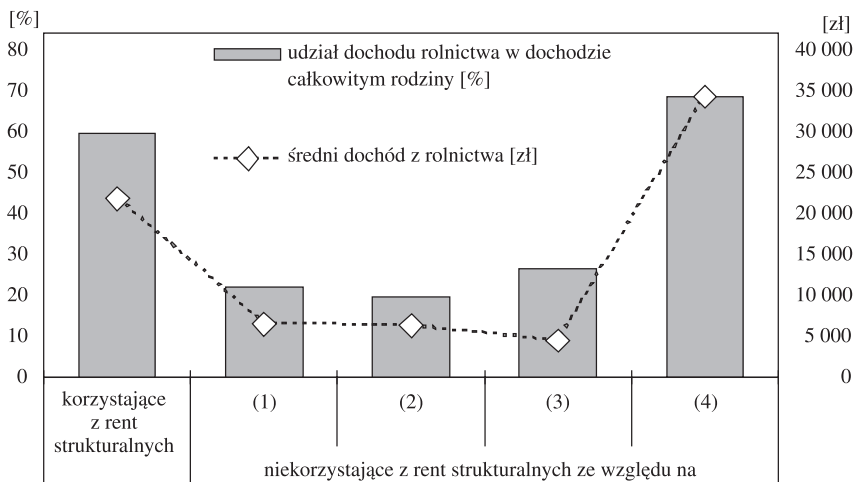 [%]
[zł]
80
70
60
50
40
30
20
10
0
udział dochodu rolnictwa w dochodzie
całkowitym rodziny [%]
średni dochód z rolnictwa [zł]
40 000
35 000
30 000
25 000
20 000
15 000
10 000
5 000
0
korzystające
z rent
strukturalnych
(1)
(2)
(3)
(4)
niekorzystające z rent strukturalnych ze względu na